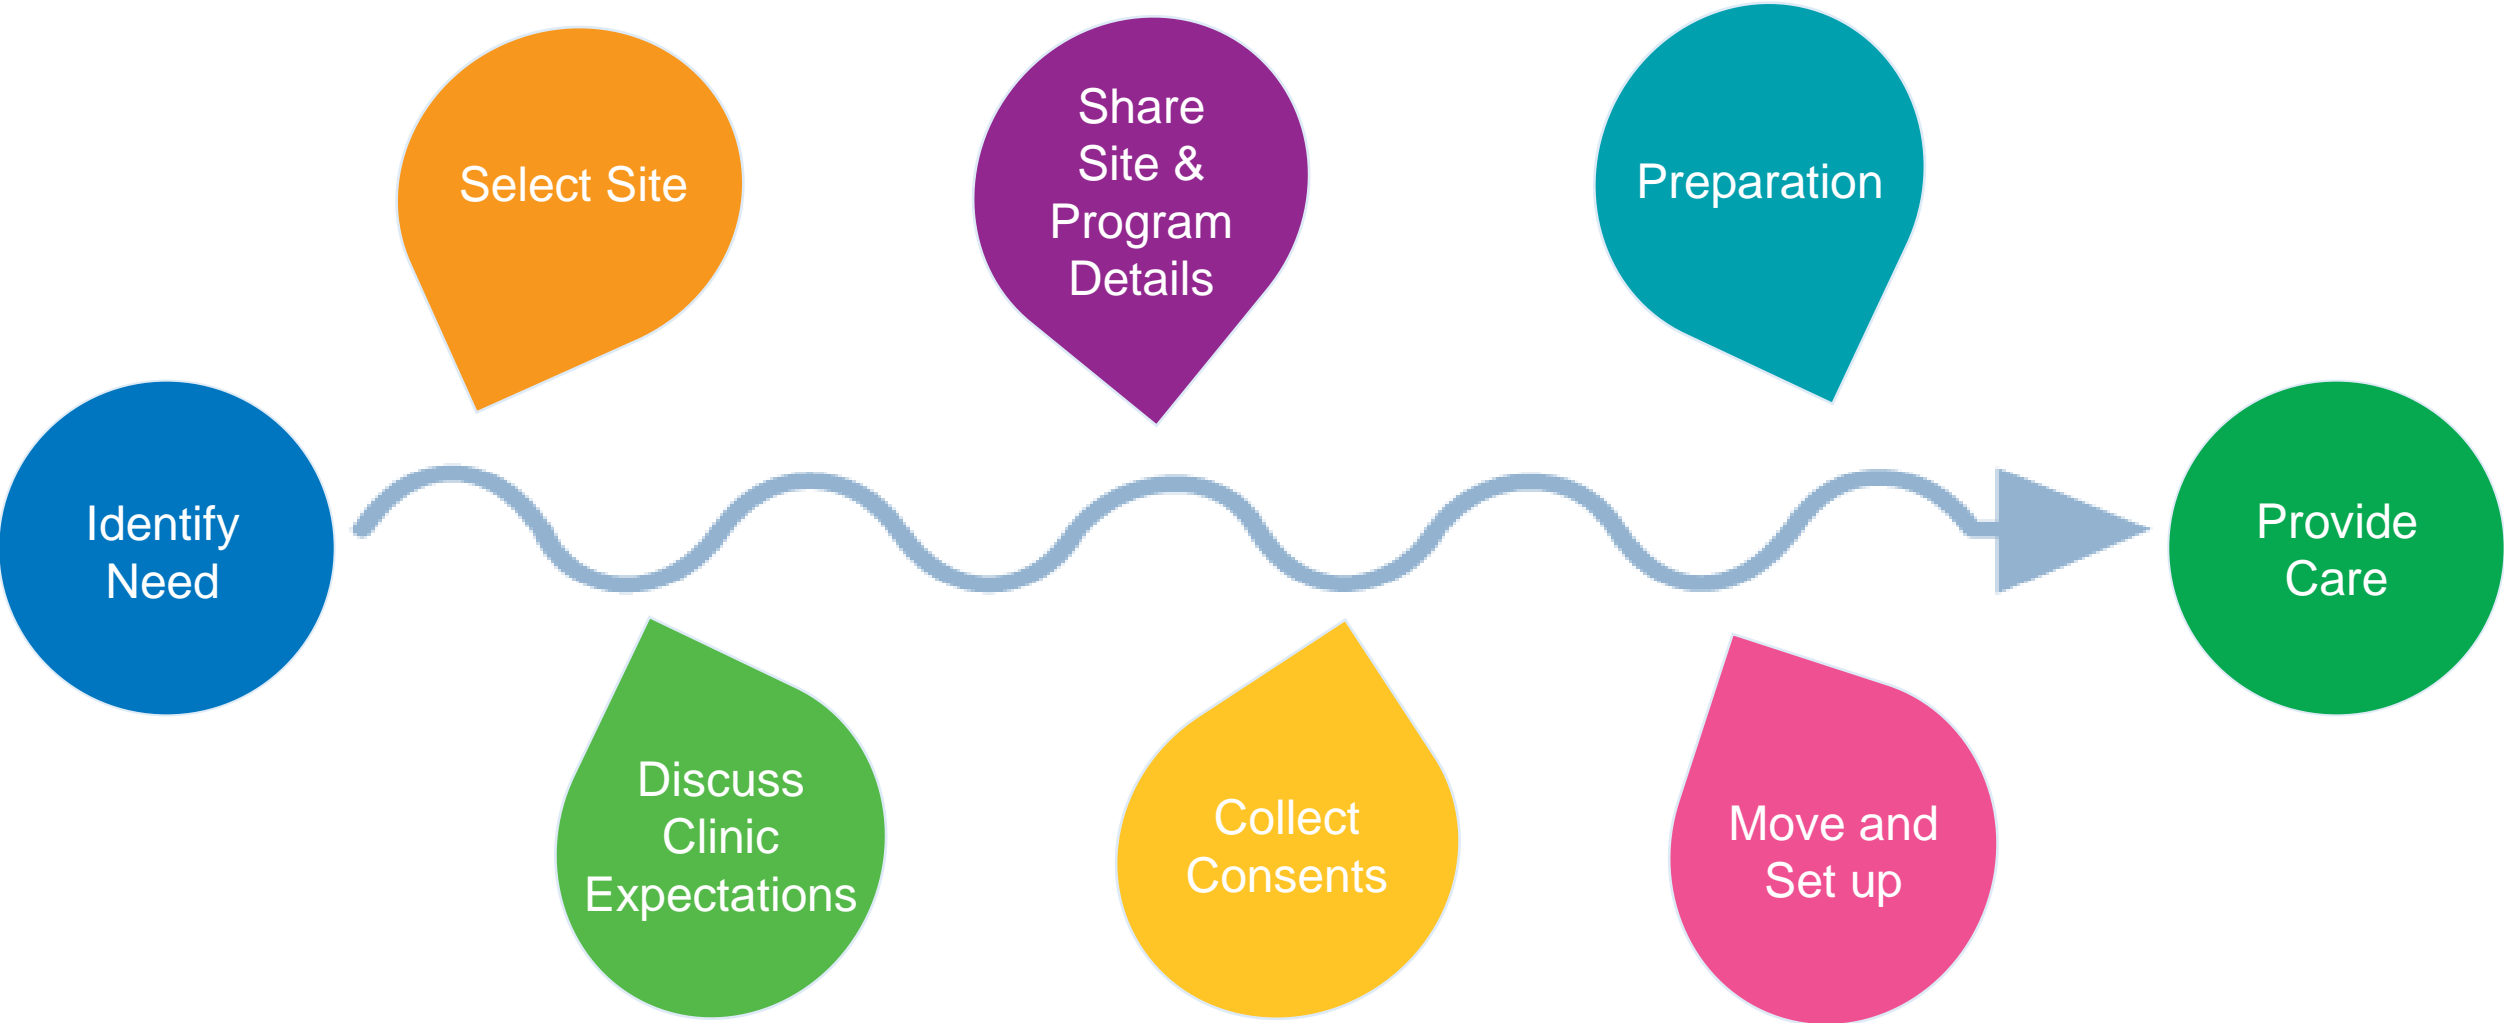 Identify
Need
Select Site
Discuss
Clinic
Expectations
Share
Site &
Program
Details
Collect
Consents
Preparation
Move and
Set up
Provide
Care